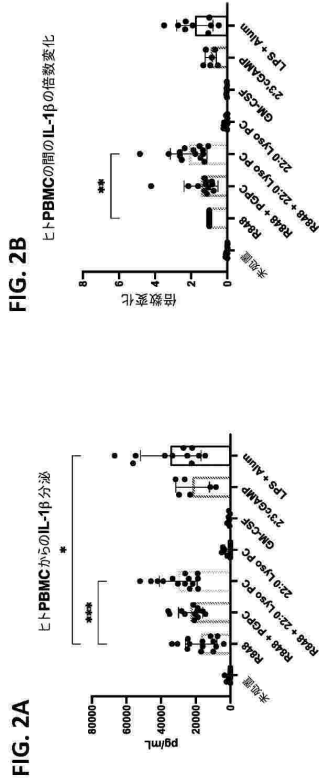 FIG. 2A
ヒトPBMCからのIL-1β分泌
pg/mL
80000
60000
40000
20000
0
*
***
未処置
R848
R848 + PGPC
R848 + 22:0 Lyso PC
22:0 Lyso PC
PC
GM-CSF
2'3'cGAMP
LPS + Alum
FIG. 2B
ヒトPBMCの間のIL-1βの倍数変化
倍数変化
8
6
4
2
0
**
未処置
R848
R848 + PGPC
R848 + 22:0 Lyso PC
22:0 Lyso PC
PC
GM-CSF
2'3'cGAMP
LPS + Alum